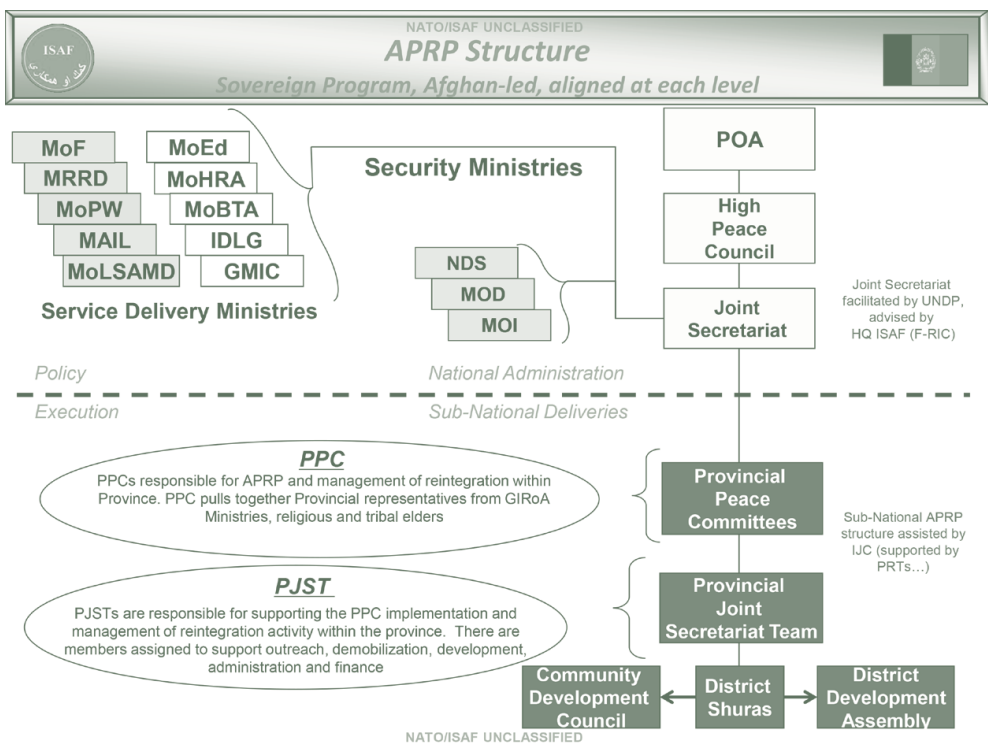 NATO/ISAF UNCLASSIFIED
ISAF
کمک او همکاري
APRP Structure
Sovereign Program, Afghan-led, aligned at each level
MoF
MRRD
MoPW
MAIL
MoLSAMD
MoEd
MoHRA
MoBTA
IDLG
GMIC
Service Delivery Ministries
Security Ministries
NDS
MOD
MOI
POA
High
Peace
Council
Joint
Secretariat
Joint Secretariat
facilitated by UNDP,
advised by
HQ ISAF (F-RIC)
Policy
National Administration
Execution
Sub-National Deliveries
PPC
PPCs responsible for APRP and management of reintegration within
Province. PPC pulls together Provincial representatives from GIRoA
Ministries, religious and tribal elders
Provincial
Peace
Committees
Sub-National APRP
structure assisted by
IJC (supported by
PRTs…)
PJST
PJSTs are responsible for supporting the PPC implementation and
management of reintegration activity within the province. There are
members assigned to support outreach, demobilization, development,
administration and finance
Provincial
Joint
Secretariat Team
Community
Development
Council
District
Shuras
District
Development
Assembly
NATO/ISAF UNCLASSIFIED